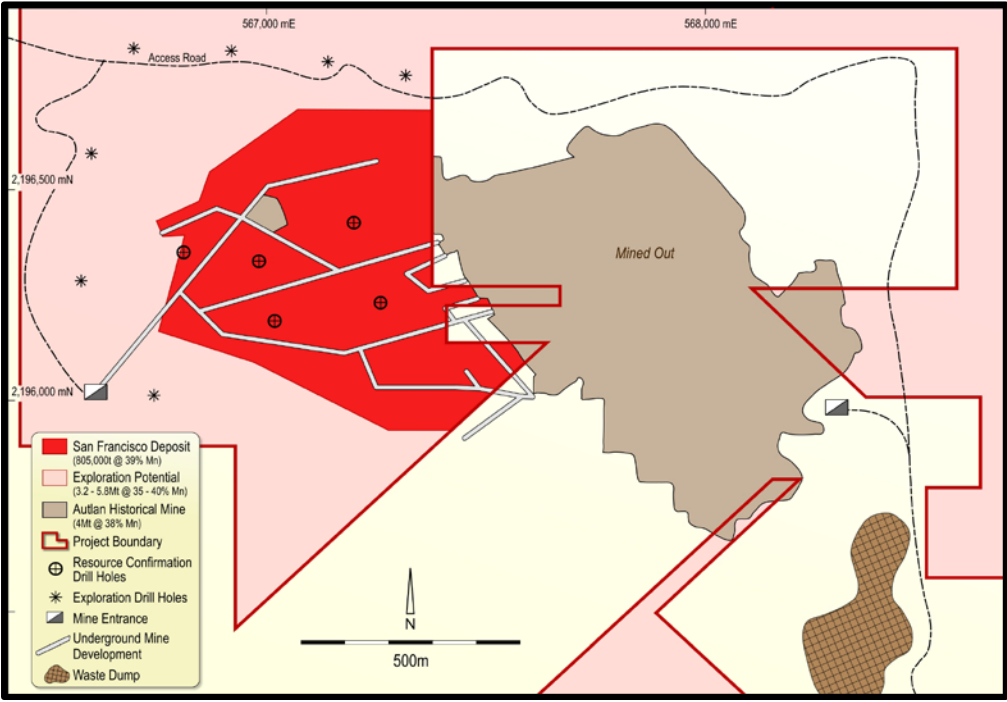 567,000 mE
568,000 mE
Access Road
2,196,500 mN
Mined Out
2,196,000 mN
San Francisco Deposit
(805,000t @ 39% Mn)
Exploration Potential
(3.2 - 5.8Mt @ 35 - 40% Mn)
Autlan Historical Mine
(4Mt @ 38% Mn)
Project Boundary
Resource Confirmation
Drill Holes
Exploration Drill Holes
Mine Entrance
Underground Mine
Development
Waste Dump
N
500m